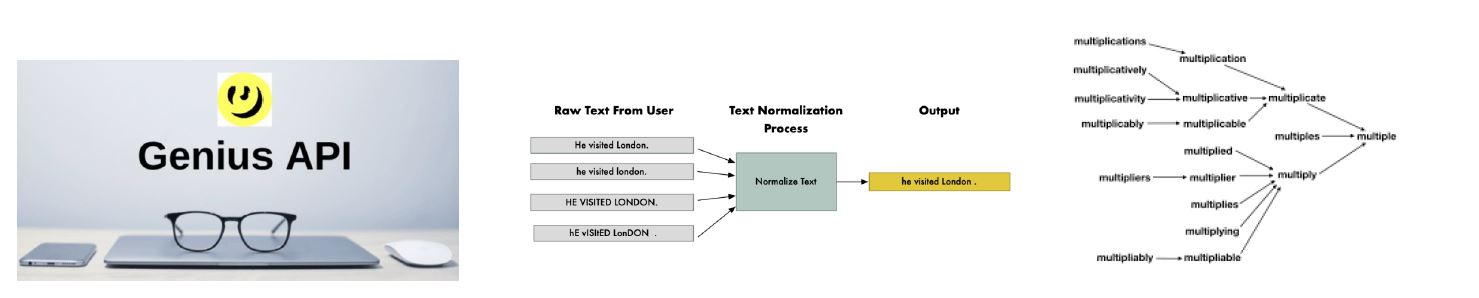 Genius API
Raw Text From User
Text Normalization
Process
Output
He visited London.
he visited london.
HE VISITED LONDON.
hE vISItED LonDON  .
Normalize Text
he visited London .
multiplications
multiplication
multiplicatively
multiplicativity
multiplicative
multiplicate
multiplicably
multiplicable
multiples
multiple
multiplied
multipliers
multiplier
multiply
multiplies
multiplying
multipliably
multipliable